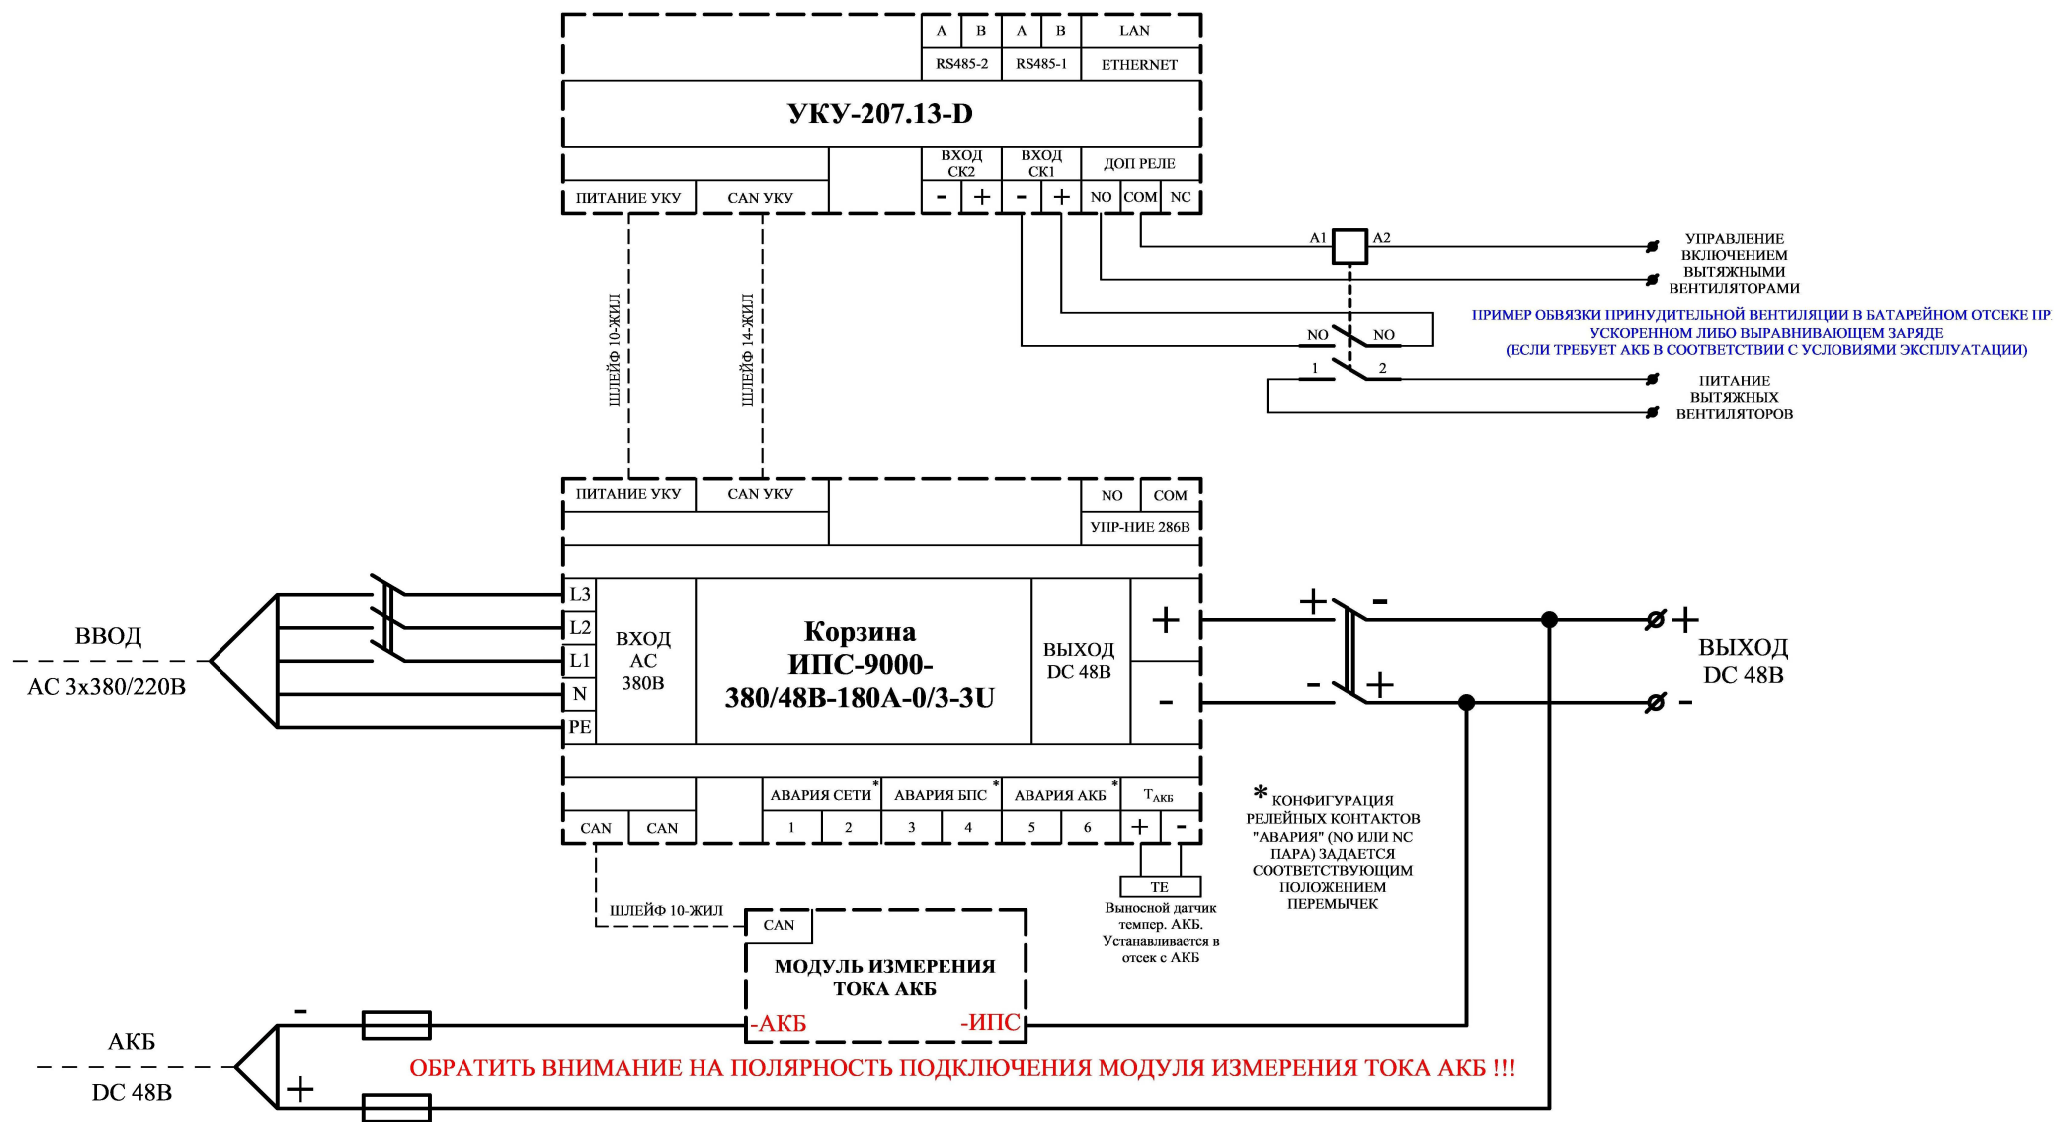 A B A B LAN
RS485-2 RS485-1 ETHERNET
УКУ-207.13-D
ВХОД СК2 ВХОД СК1 ДОП РЕЛЕ
ПИТАНИЕ УКУ CAN УКУ - + - + NO COM NC
A1 A2
УПРАВЛЕНИЕ
ВКЛЮЧЕНИЕМ
ВЫТЯЖНЫМИ
ВЕНТИЛЯТОРАМИ
ШЛЕЙФ 10-ЖИЛ
ШЛЕЙФ 14-ЖИЛ
ПРИМЕР ОБВЯЗКИ ПРИНУДИТЕЛЬНОЙ ВЕНТИЛЯЦИИ В БАТАРЕЙНОМ ОТСЕКЕ ПР
УСКОРЕННОМ ЛИБО ВЫРАВНИВАЮЩЕМ ЗАРЯДЕ
(ЕСЛИ ТРЕБУЕТ АКБ В СООТВЕТСТВИИ С УСЛОВИЯМИ ЭКСПЛУАТАЦИИ)
NO NO
1 2
ПИТАНИЕ
ВЫТЯЖНЫХ
ВЕНТИЛЯТОРОВ
ПИТАНИЕ УКУ CAN УКУ NO COM
УПР-НИЕ 286В
ВВОД
AC 3x380/220В
L3
L2
L1
N
PE
ВХОД
AC
380В
Корзина
ИПС-9000-
380/48В-180А-0/3-3U
ВЫХОД
DC 48В
+
-
+ -
- +
+
-
ВЫХОД
DC 48В
АВАРИЯ СЕТИ* АВАРИЯ БПС* АВАРИЯ АКБ* TАКБ
CAN CAN 1 2 3 4 5 6 + -
* КОНФИГУРАЦИЯ
РЕЛЕЙНЫХ КОНТАКТОВ
"АВАРИЯ" (NO ИЛИ NC
ПАРА) ЗАДАЕТСЯ
СООТВЕТСТВУЮЩИМ
ПОЛОЖЕНИЕМ
ПЕРЕМЫЧЕК
TE
Выносной датчик
темпер. АКБ.
Устанавливается в
отсек с АКБ
ШЛЕЙФ 10-ЖИЛ
CAN
МОДУЛЬ ИЗМЕРЕНИЯ
ТОКА АКБ
-АКБ -ИПС
АКБ
DC 48В
-
+
ОБРАТИТЬ ВНИМАНИЕ НА ПОЛЯРНОСТЬ ПОДКЛЮЧЕНИЯ МОДУЛЯ ИЗМЕРЕНИЯ ТОКА АКБ !!!